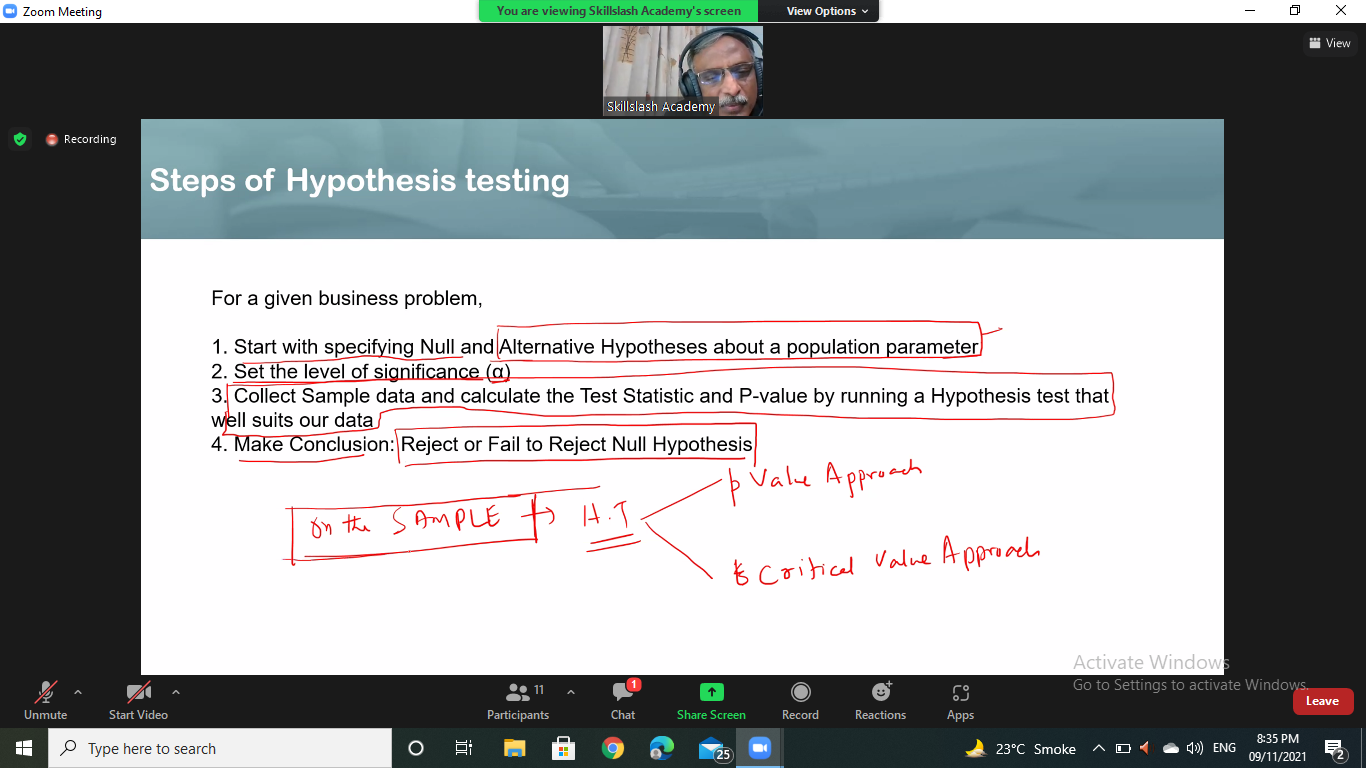 Zoom Meeting
You are viewing Skillslash Academy's screen
View Options
View
Skillslash Academy
Recording
Steps of Hypothesis testing
For a given business problem,
1. Start with specifying Null and Alternative Hypotheses about a population parameter
2. Set the level of significance (α)
3. Collect Sample data and calculate the Test Statistic and P-value by running a Hypothesis test that
well suits our data
4. Make Conclusion: Reject or Fail to Reject Null Hypothesis
p Value Approach
on the SAMPLE → H.T
Critical Value Approach
Activate Windows
Go to Settings to activate Windows.
Unmute
Start Video
11
Participants
1
Chat
Share Screen
Record
Reactions
Apps
Leave
Type here to search
25
23°C Smoke
ENG
8:35 PM
09/11/2021
2